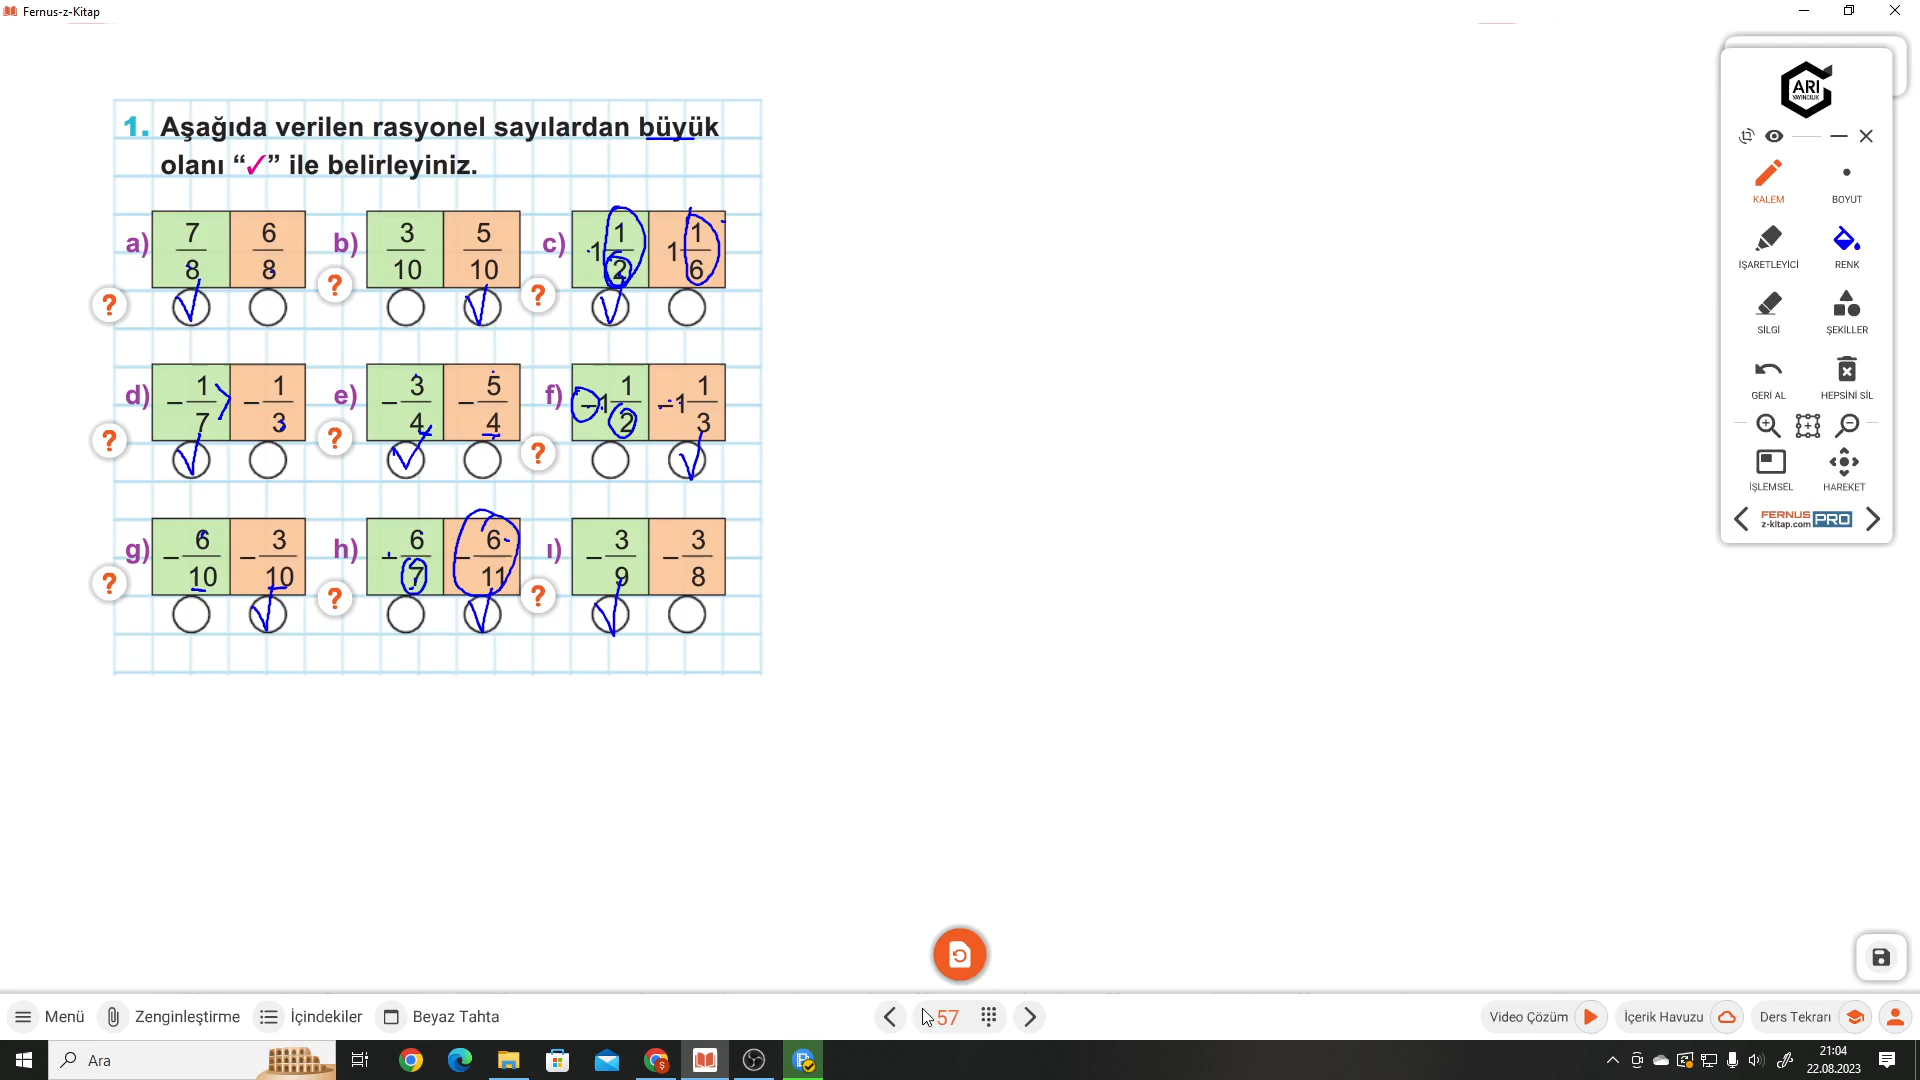 Fernus-z-Kitap
1. Aşağıda verilen rasyonel sayılardan büyük
olanı “✓” ile belirleyiniz.
a) 7/8 6/8 b) 3/10 5/10 c) 1 1/2 1 1/6
? ? ?
d) −1/7 −1/3 e) −3/4 −5/4 f) −1 1/2 −1 1/3
? ? ?
g) −6/10 −3/10 h) −6/7 −6/11 ı) −3/9 −3/8
? ? ?
ARI
YAYINCILIK
KALEM BOYUT
İŞARETLEYİCİ RENK
SİLGİ ŞEKİLLER
GERİ AL HEPSİNİ SİL
İŞLEMSEL HAREKET
FERNUS
z-kitap.com PRO
Menü Zenginleştirme İçindekiler Beyaz Tahta 57 Video Çözüm İçerik Havuzu Ders Tekrarı
Ara 21:04
22.08.2023